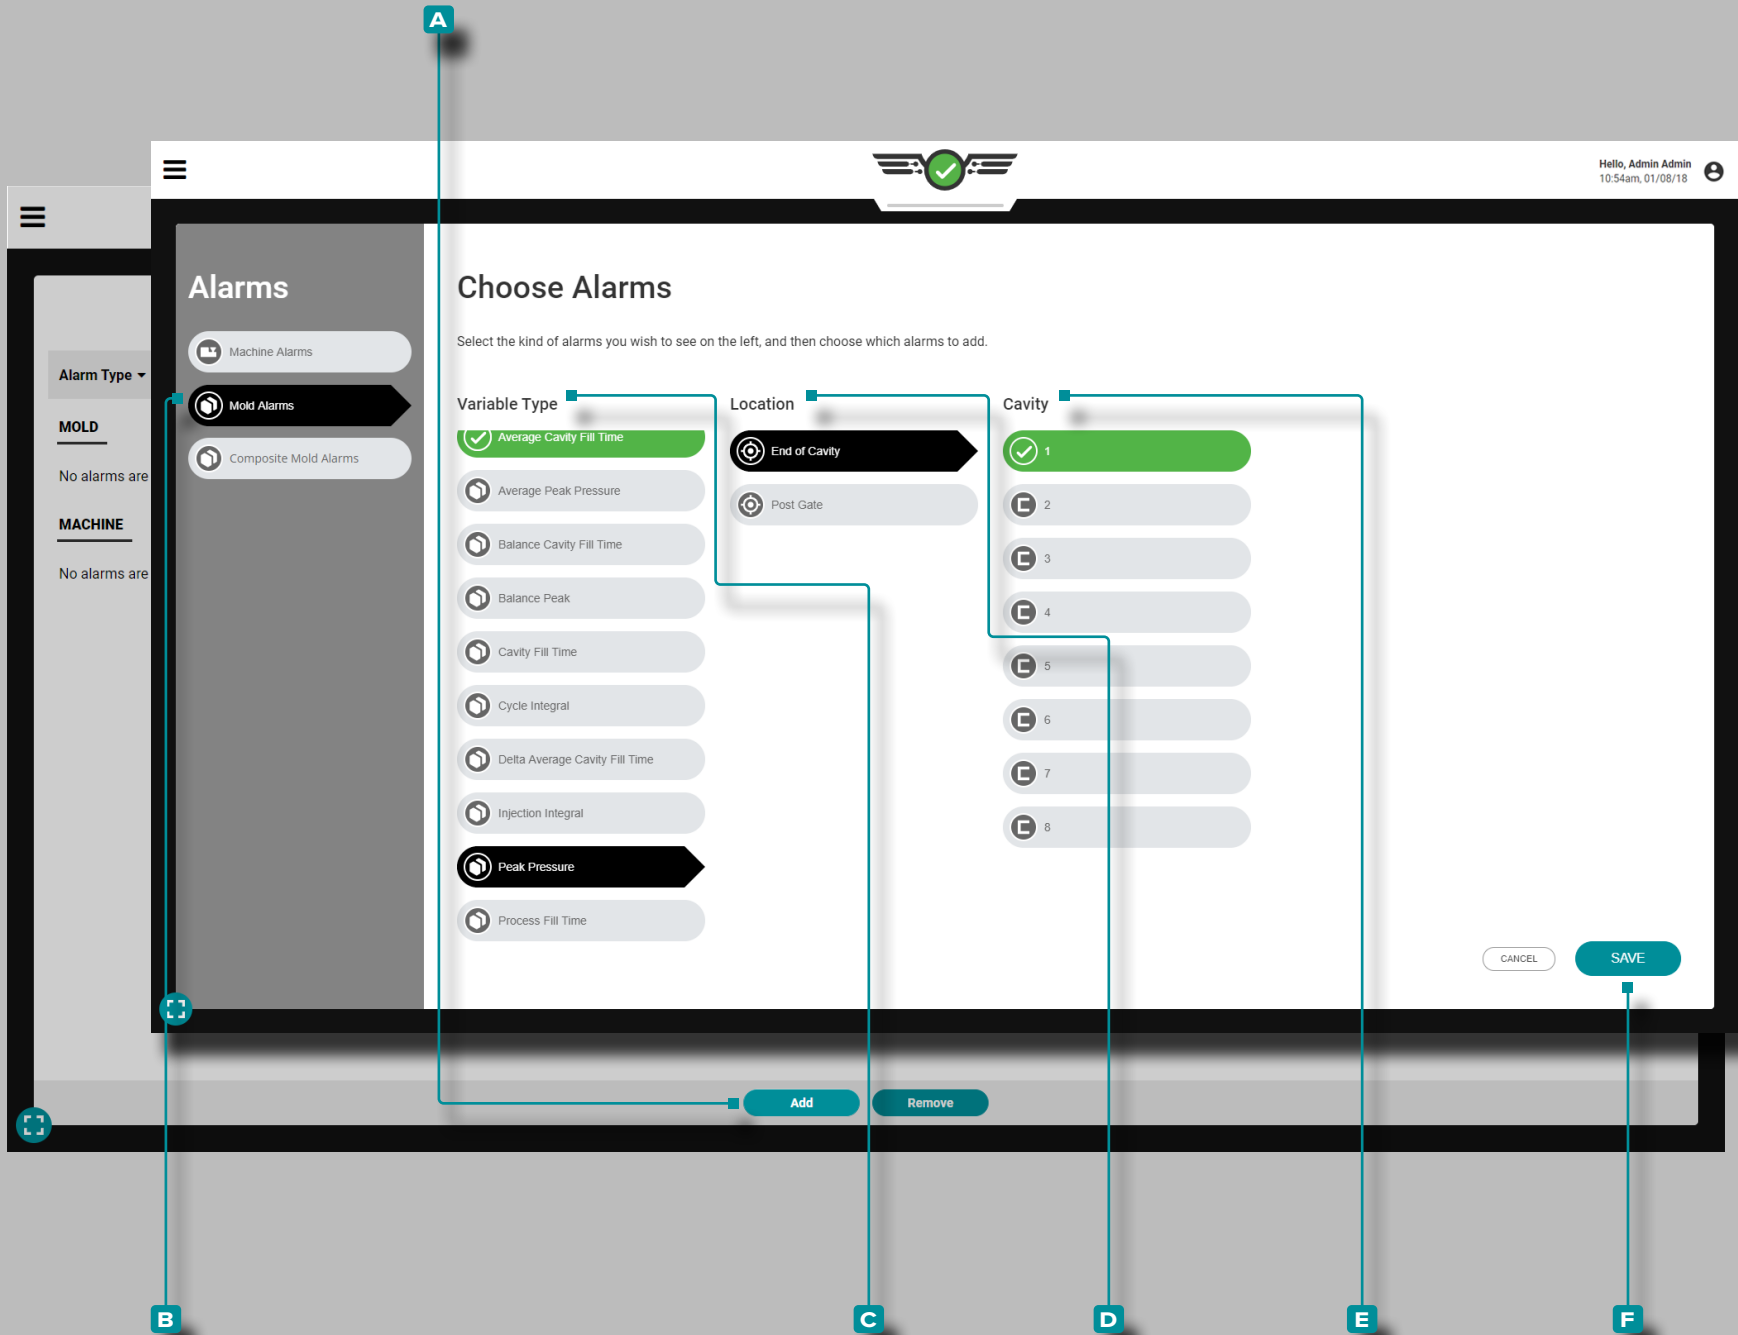 A
Hello, Admin Admin
10:54am, 01/08/18
Alarms
Choose Alarms
Machine Alarms
Select the kind of alarms you wish to see on the left, and then choose which alarms to add.
Alarm Type
Mold Alarms
Variable Type
Location
Cavity
MOLD
Average Cavity Fill Time
End of Cavity
1
Composite Mold Alarms
No alarms are
Average Peak Pressure
Post Gate
2
MACHINE
Balance Cavity Fill Time
3
No alarms are
Balance Peak
4
Cavity Fill Time
5
Cycle Integral
6
Delta Average Cavity Fill Time
7
Injection Integral
8
Peak Pressure
Process Fill Time
CANCEL
SAVE
Add
Remove
B
C
D
E
F